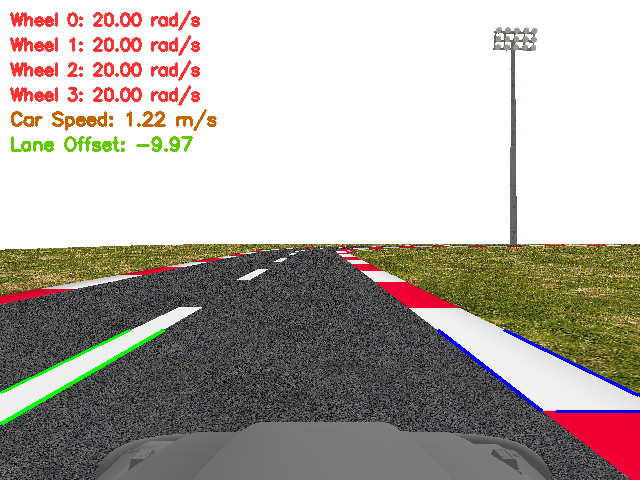 Wheel 0: 20.00 rad/s
Wheel 1: 20.00 rad/s
Wheel 2: 20.00 rad/s
Wheel 3: 20.00 rad/s
Car Speed: 1.22 m/s
Lane Offset: -9.97